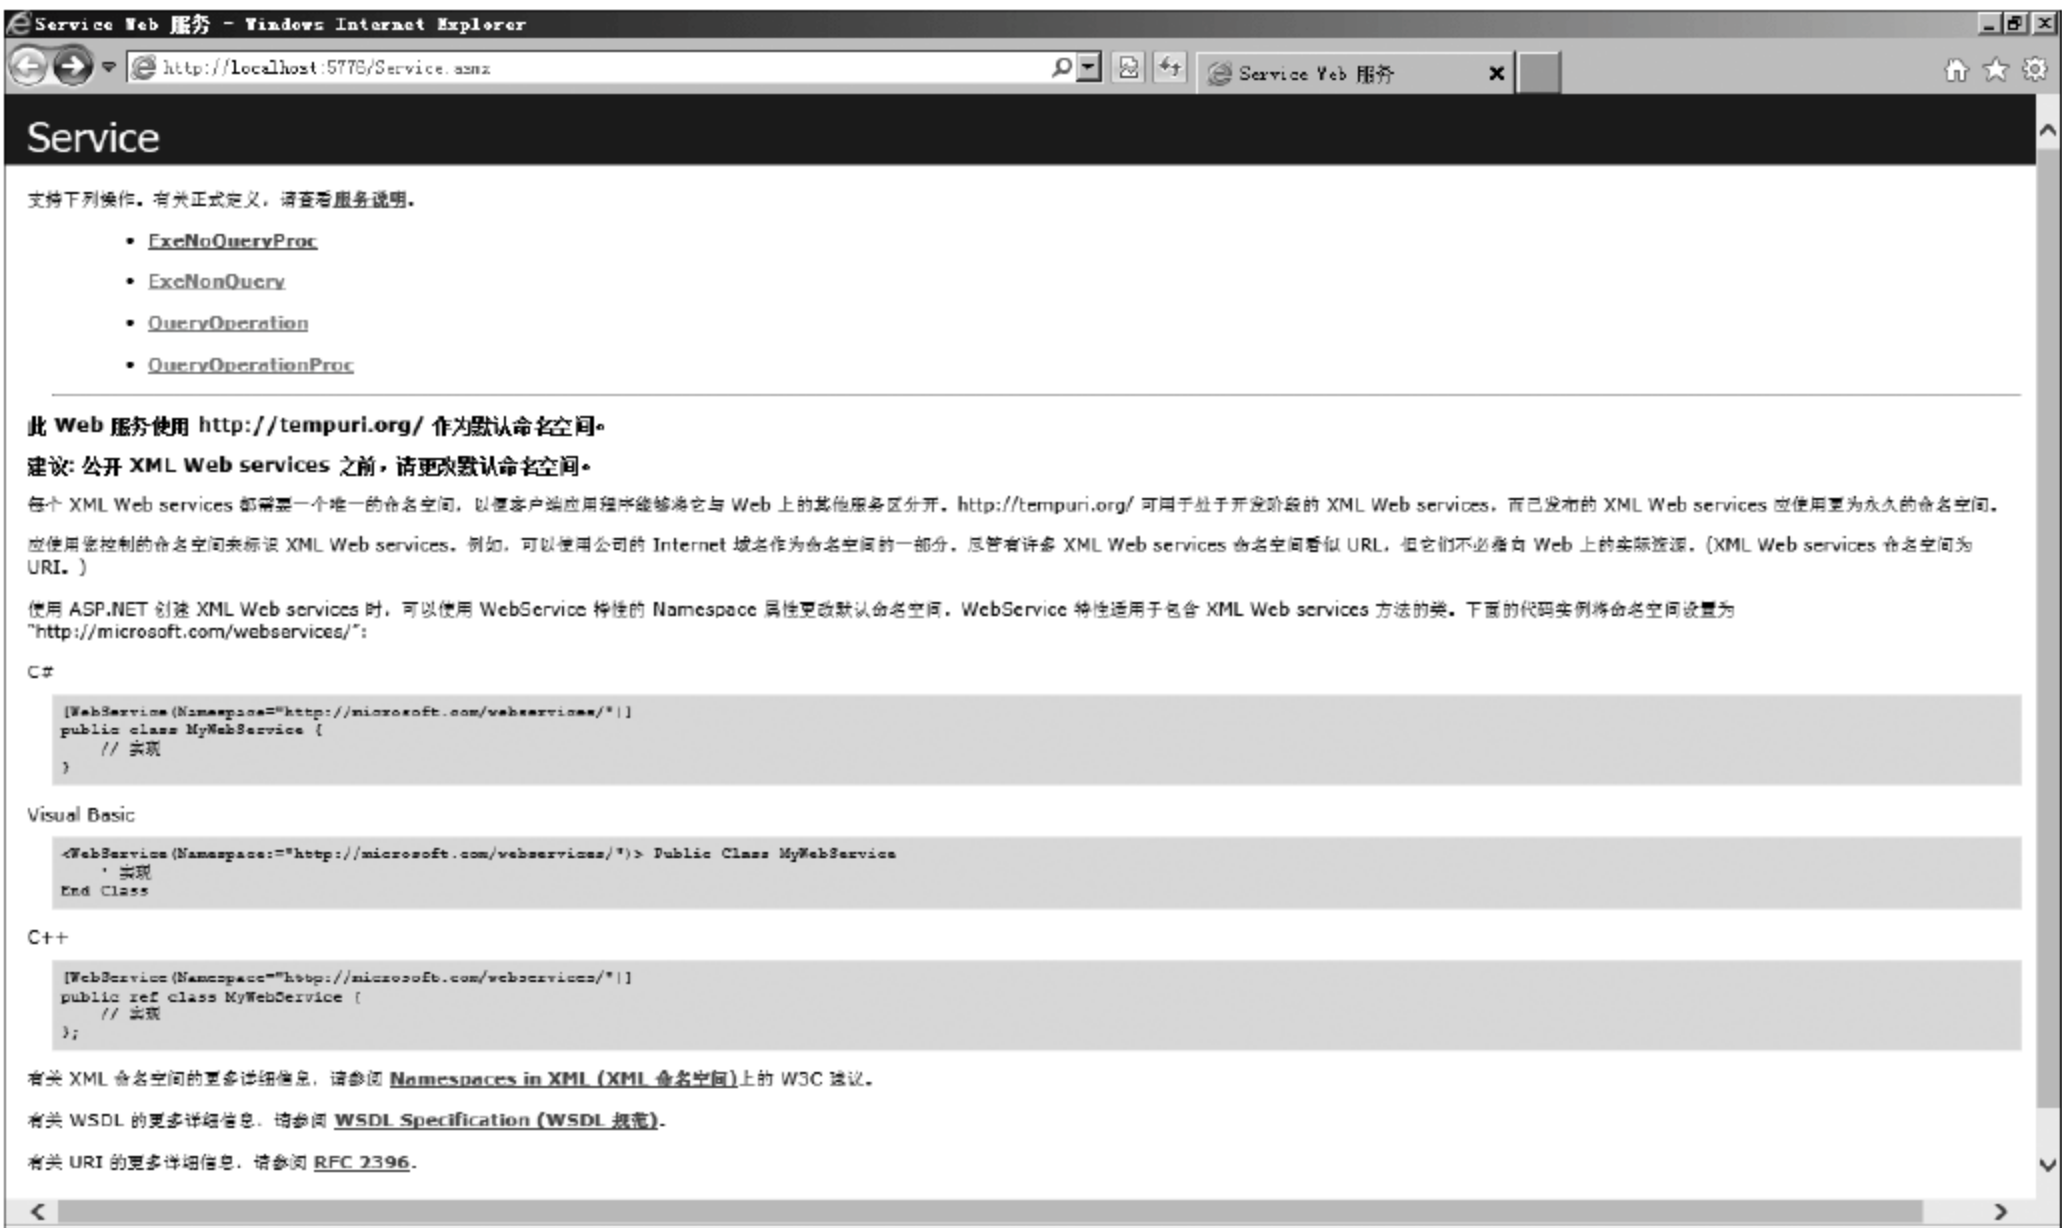 Service Web 服务 - Windows Internet Explorer
http://localhost:5776/Service.asmx
Service Web 服务
Service
支持下列操作。有关正式定义，请查看服务说明。
• ExeNoQueryProc
• ExeNonQuery
• QueryOperation
• QueryOperationProc
此 Web 服务使用 http://tempuri.org/ 作为默认命名空间。
建议: 公开 XML Web services 之前，请更改默认命名空间。
每个 XML Web services 都需要一个唯一的命名空间，以便客户端应用程序能够将它与 Web 上的其他服务区分开。http://tempuri.org/ 可用于处于开发阶段的 XML Web services，而已发布的 XML Web services 应使用更为永久的命名空间。
应使用您控制的命名空间来标识 XML Web services。例如，可以使用公司的 Internet 域名作为命名空间的一部分。尽管有许多 XML Web services 命名空间看似 URL，但它们不必指向 Web 上的实际资源。(XML Web services 命名空间为
URI。)
使用 ASP.NET 创建 XML Web services 时，可以使用 WebService 特性的 Namespace 属性更改默认命名空间。WebService 特性适用于包含 XML Web services 方法的类。下面的代码实例将命名空间设置为
"http://microsoft.com/webservices/":
C#
[WebService(Namespace="http://microsoft.com/webservices/")]
public class MyWebService {
// 实现
}
Visual Basic
<WebService(Namespace:="http://microsoft.com/webservices/")> Public Class MyWebService
' 实现
End Class
C++
[WebService(Namespace="http://microsoft.com/webservices/")]
public ref class MyWebService {
// 实现
};
有关 XML 命名空间的更多详细信息，请参阅 Namespaces in XML (XML 命名空间)上的 W3C 建议。
有关 WSDL 的更多详细信息，请参阅 WSDL Specification (WSDL 规范)。
有关 URI 的更多详细信息，请参阅 RFC 2396。